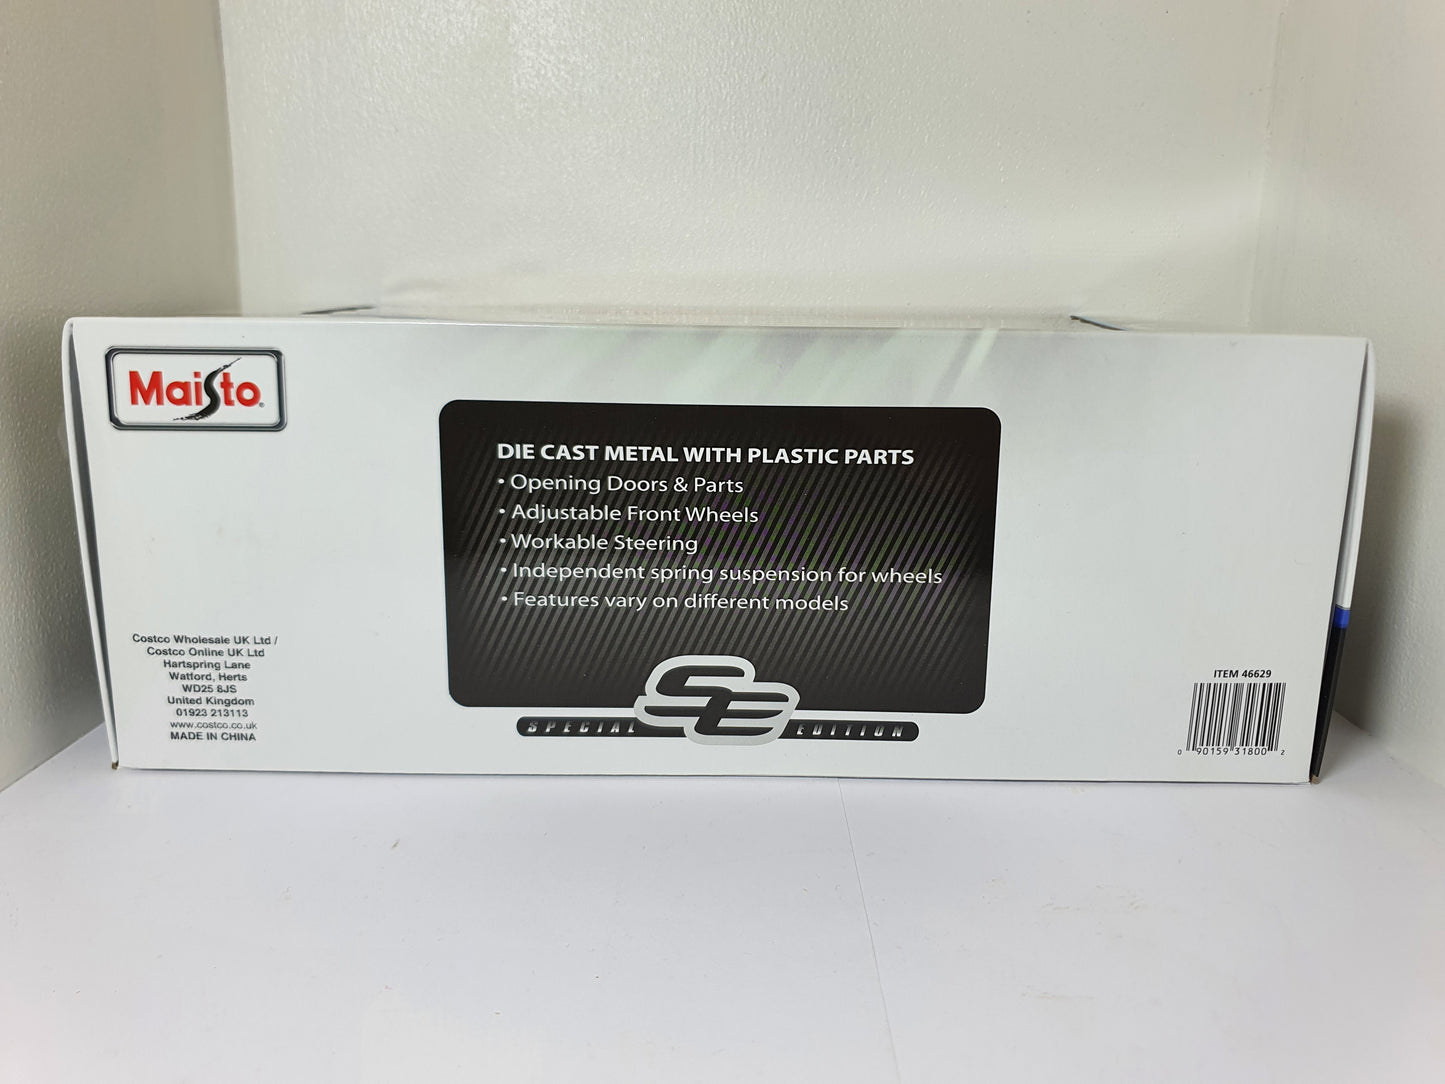 Maisto
DIE CAST METAL WITH PLASTIC PARTS
• Opening Doors & Parts
• Adjustable Front Wheels
• Workable Steering
• Independent spring suspension for wheels
• Features vary on different models
SE
SPECIAL EDITION
Costco Wholesale UK Ltd /
Costco Online UK Ltd
Hartspring Lane
Watford, Herts
WD25 8JS
United Kingdom
01923 213113
www.costco.co.uk
MADE IN CHINA
ITEM 46629
0 90159 31800 2